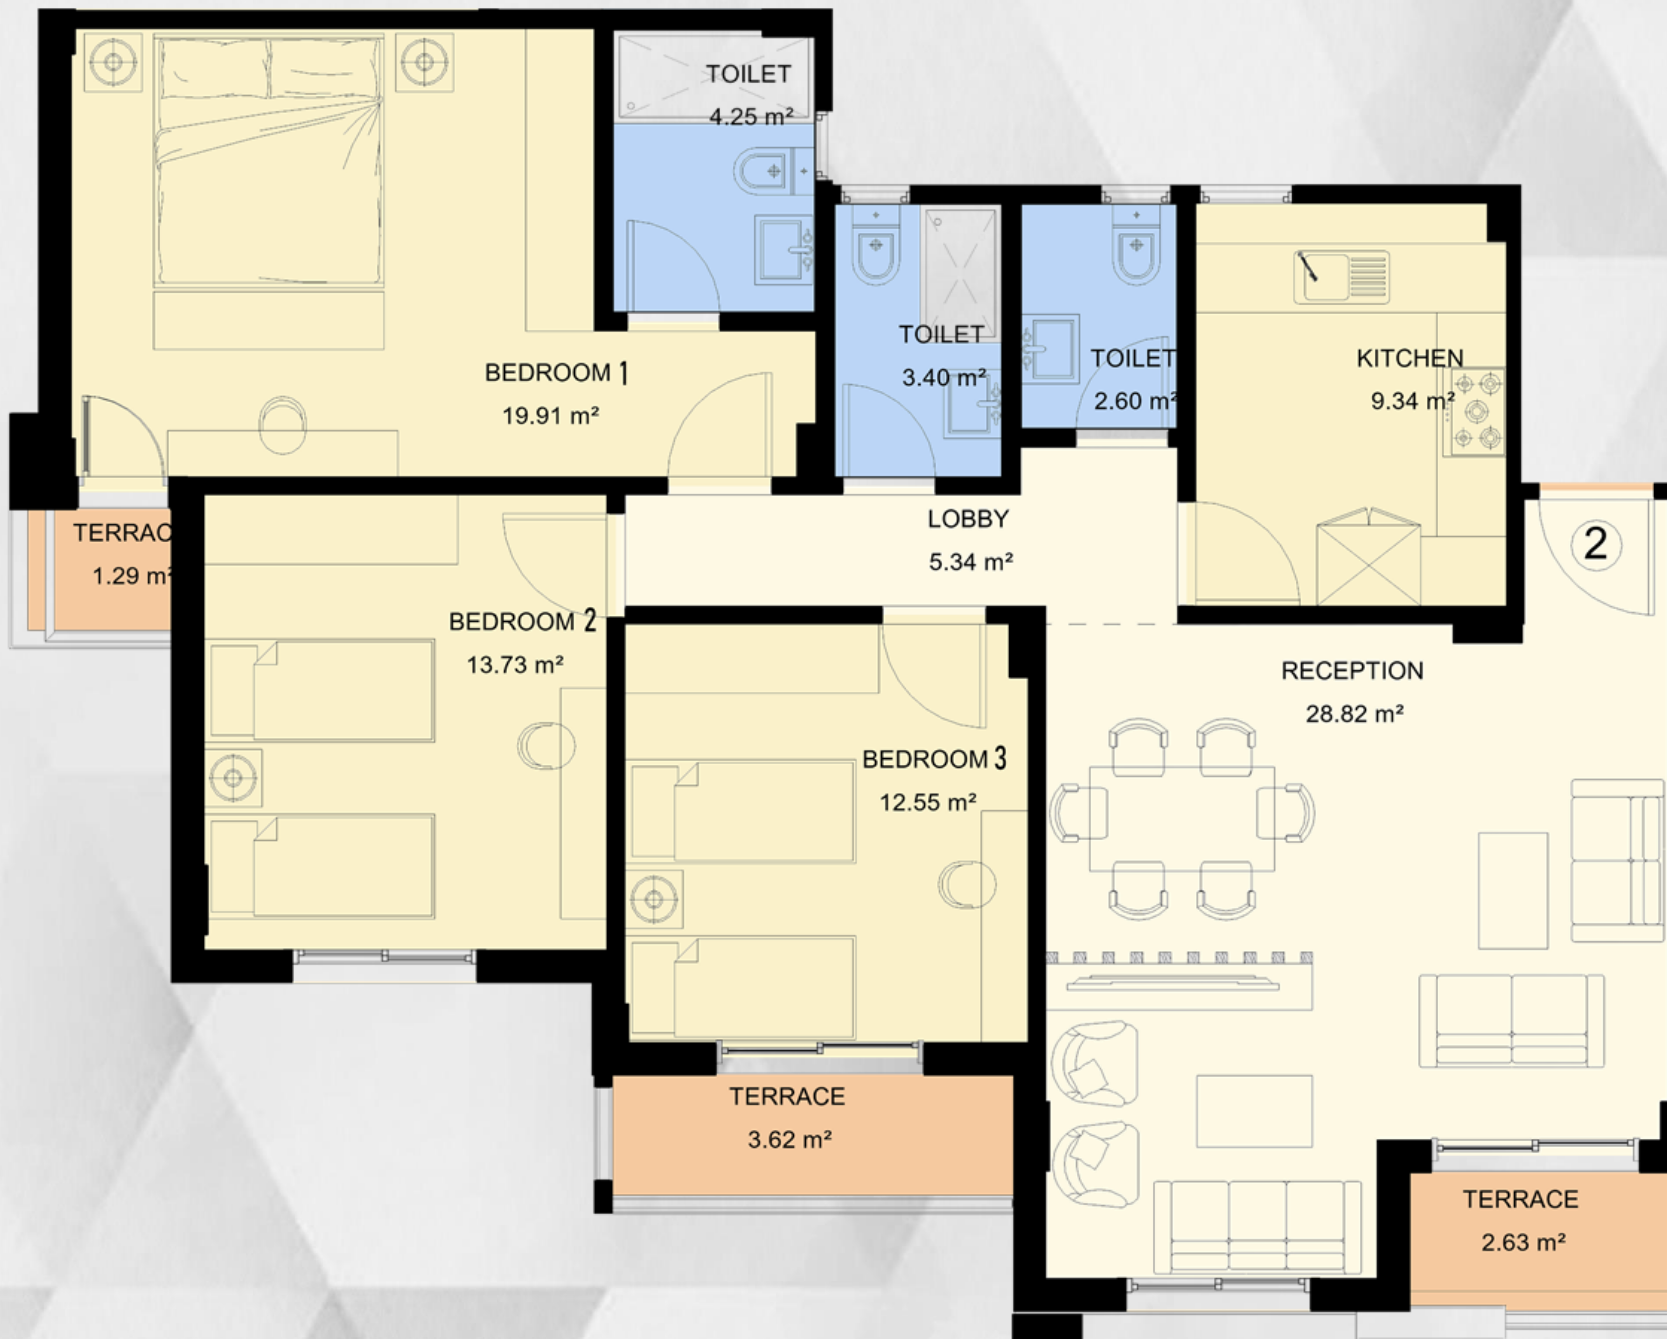 TOILET
4.25 m²
BEDROOM 1
19.91 m²
TOILET
3.40 m²
TOILET
2.60 m²
KITCHEN
9.34 m²
TERRAC
1.29 m²
LOBBY
5.34 m²
2
BEDROOM 2
13.73 m²
RECEPTION
28.82 m²
BEDROOM 3
12.55 m²
TERRACE
3.62 m²
TERRACE
2.63 m²